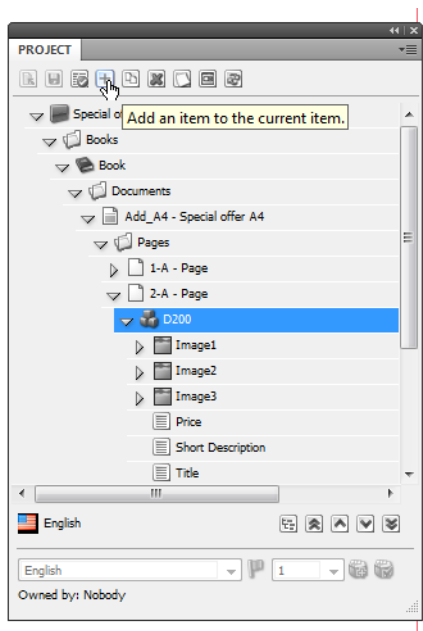 PROJECT
Special of
Add an item to the current item.
Books
Book
Documents
Add_A4 - Special offer A4
Pages
1-A - Page
2-A - Page
D200
Image1
Image2
Image3
Price
Short Description
Title
English
English
1
Owned by: Nobody